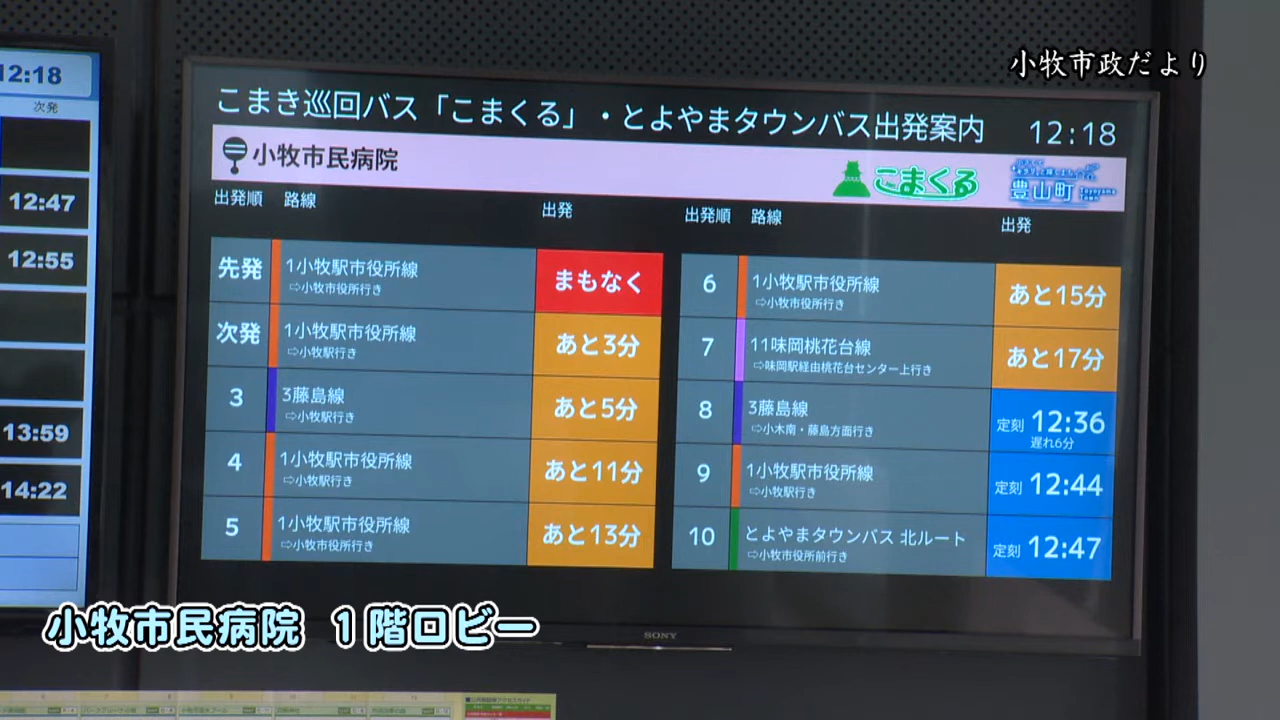 小牧市政だより
12:18
次発
12:47
12:55
13:59
14:22
こまき巡回バス「こまくる」・とよやまタウンバス出発案内 12:18
小牧市民病院
こまくる
豊山町
Toyoyama Town
出発順 路線 出発
先発 1小牧駅市役所線 まもなく
⇨小牧市役所行き
次発 1小牧駅市役所線 あと3分
⇨小牧駅行き
3 3藤島線 あと5分
⇨小牧駅行き
4 1小牧駅市役所線 あと11分
⇨小牧駅行き
5 1小牧駅市役所線 あと13分
⇨小牧市役所行き
出発順 路線 出発
6 1小牧駅市役所線 あと15分
⇨小牧市役所行き
7 11味岡桃花台線 あと17分
⇨味岡駅経由桃花台センター上行き
8 3藤島線 定刻 12:36
⇨小木南・藤島方面行き 遅れ6分
9 1小牧駅市役所線 定刻 12:44
⇨小牧駅行き
10 とよやまタウンバス 北ルート 定刻 12:47
⇨小牧市役所前行き
SONY
小牧市民病院 1階ロビー